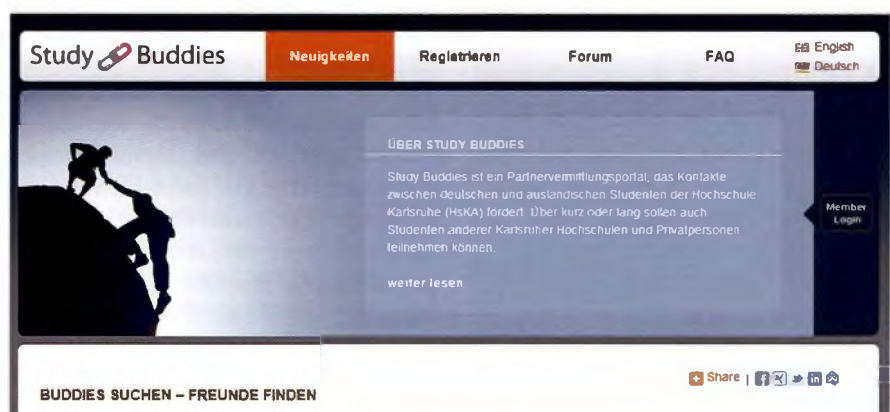 Study Buddies
Neuigkeiten
Registrieren
Forum
FAQ
English
Deutsch
ÜBER STUDY BUDDIES
Study Buddies ist ein Partnervermittlungsportal, das Kontakte
zwischen deutschen und ausländischen Studenten der Hochschule
Karlsruhe (HsKA) fördert. Über kurz oder lang sollen auch
Studenten anderer Karlsruher Hochschulen und Privatpersonen
teilnehmen können.
weiter lesen
Member
Login
Share |
BUDDIES SUCHEN – FREUNDE FINDEN